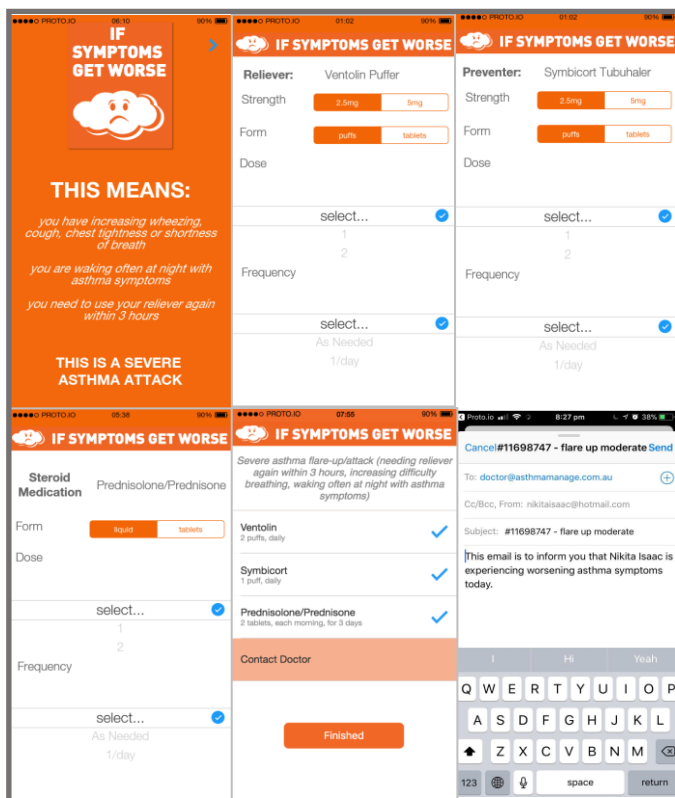 ●●●●○ PROTO.IO 06:10 90%
IF
SYMPTOMS
GET WORSE
THIS MEANS:
you have increasing wheezing,
cough, chest tightness or shortness
of breath
you are waking often at night with
asthma symptoms
you need to use your reliever again
within 3 hours
THIS IS A SEVERE
ASTHMA ATTACK
●●●●○ PROTO.IO 01:02 90%
IF SYMPTOMS GET WORSE
Reliever: Ventolin Puffer
Strength 2.5mg 5mg
Form puffs tablets
Dose
select...
1
2
Frequency
select...
As Needed
1/day
●●●●○ PROTO.IO 01:02 90%
IF SYMPTOMS GET WORSE
Preventer: Symbicort Tubuhaler
Strength 2.5mg 5mg
Form puffs tablets
Dose
select...
1
2
Frequency
select...
As Needed
1/day
●●●●○ PROTO.IO 05:38 90%
IF SYMPTOMS GET WORSE
Steroid
Medication Prednisolone/Prednisone
Form liquid tablets
Dose
select...
1
2
Frequency
select...
As Needed
1/day
●●●●○ PROTO.IO 07:55 90%
IF SYMPTOMS GET WORSE
Severe asthma flare-up/attack (needing reliever
again within 3 hours, increasing difficulty
breathing, waking often at night with asthma
symptoms)
Ventolin
2 puffs, daily
Symbicort
1 puff, daily
Prednisolone/Prednisone
2 tablets, each morning, for 3 days
Contact Doctor
Finished
Proto.io 8:27 pm 38%
Cancel #11698747 - flare up moderate Send
To: doctor@asthmamanage.com.au
Cc/Bcc, From: nikitaisaac@hotmail.com
Subject: #11698747 - flare up moderate
This email is to inform you that Nikita Isaac is
experiencing worsening asthma symptoms
today.
I Hi Yeah
Q W E R T Y U I O P
A S D F G H J K L
Z X C V B N M
123 space return